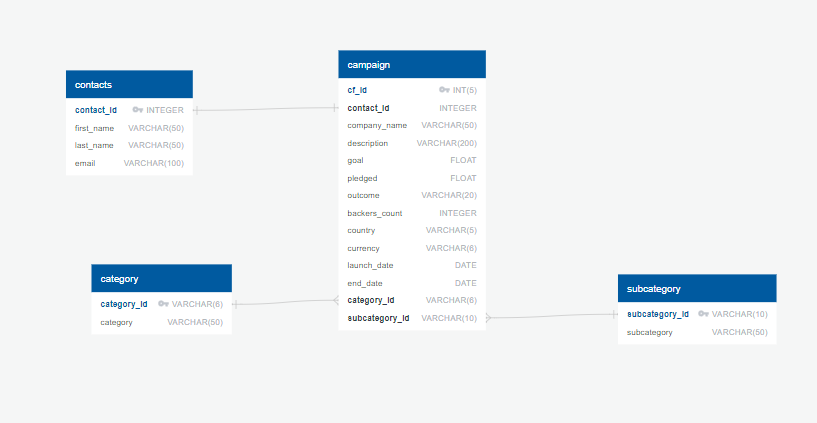 contacts
contact_id INTEGER
first_name VARCHAR(50)
last_name VARCHAR(50)
email VARCHAR(100)
campaign
cf_id INT(5)
contact_id INTEGER
company_name VARCHAR(50)
description VARCHAR(200)
goal FLOAT
pledged FLOAT
outcome VARCHAR(20)
backers_count INTEGER
country VARCHAR(5)
currency VARCHAR(6)
launch_date DATE
end_date DATE
category_id VARCHAR(6)
subcategory_id VARCHAR(10)
category
category_id VARCHAR(6)
category VARCHAR(50)
subcategory
subcategory_id VARCHAR(10)
subcategory VARCHAR(50)